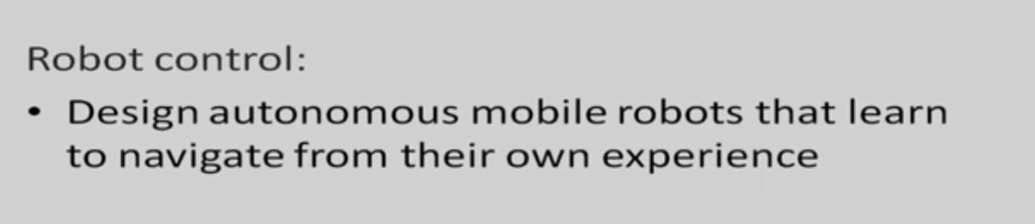 Robot control:
• Design autonomous mobile robots that learn
to navigate from their own experience